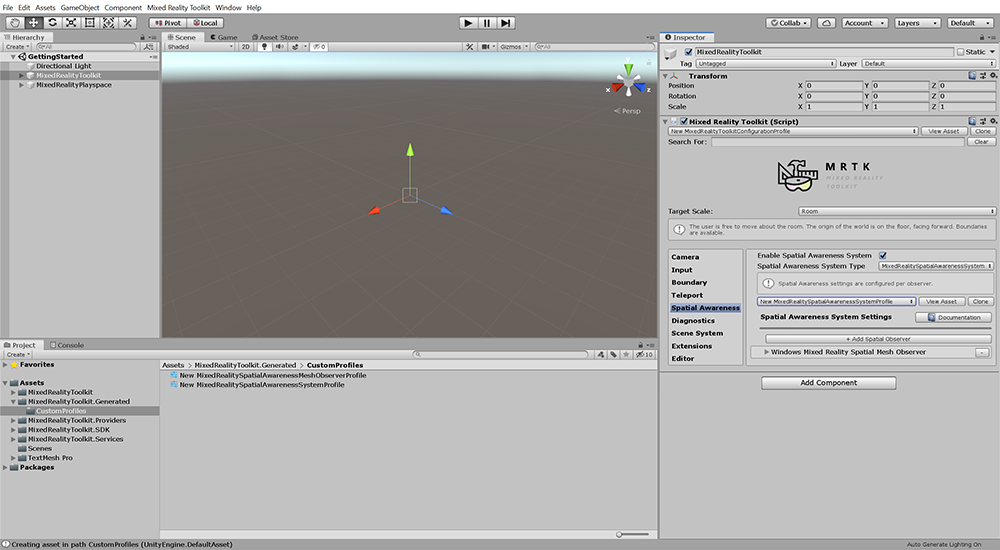 File Edit Assets GameObject Component Mixed Reality Toolkit Window Help
Pivot Local Collab Account Layers Default
Hierarchy
Create All
GettingStarted
Directional Light
MixedRealityToolkit
MixedRealityPlayspace
Scene Game Asset Store
Shaded 2D 0 Gizmos All
Y
X Z
Persp
Inspector
MixedRealityToolkit Static
Tag Untagged Layer Default
Transform
Position X 0 Y 0 Z 0
Rotation X 0 Y 0 Z 0
Scale X 1 Y 1 Z 1
Mixed Reality Toolkit (Script)
New MixedRealityToolkitConfigurationProfile View Asset Clone
Search For: Clear
MRTK
MIXED REALITY
TOOLKIT
Target Scale: Room
The user is free to move about the room. The origin of the world is on the floor, facing forward. Boundaries
are available.
Camera
Input
Boundary
Teleport
Spatial Awareness
Diagnostics
Scene System
Extensions
Editor
Enable Spatial Awareness System
Spatial Awareness System Type MixedRealitySpatialAwarenessSystem
Spatial Awareness settings are configured per observer.
New MixedRealitySpatialAwarenessSystemProfile View Asset Clone
Spatial Awareness System Settings Documentation
+ Add Spatial Observer
Windows Mixed Reality Spatial Mesh Observer -
Add Component
Project Console
Create 10
Favorites
Assets
MixedRealityToolkit
MixedRealityToolkit.Generated
CustomProfiles
MixedRealityToolkit.Providers
MixedRealityToolkit.SDK
MixedRealityToolkit.Services
Scenes
TextMesh Pro
Packages
Assets > MixedRealityToolkit.Generated > CustomProfiles
New MixedRealitySpatialAwarenessMeshObserverProfile
New MixedRealitySpatialAwarenessSystemProfile
Creating asset in path CustomProfiles (UnityEngine.DefaultAsset)
Auto Generate Lighting On